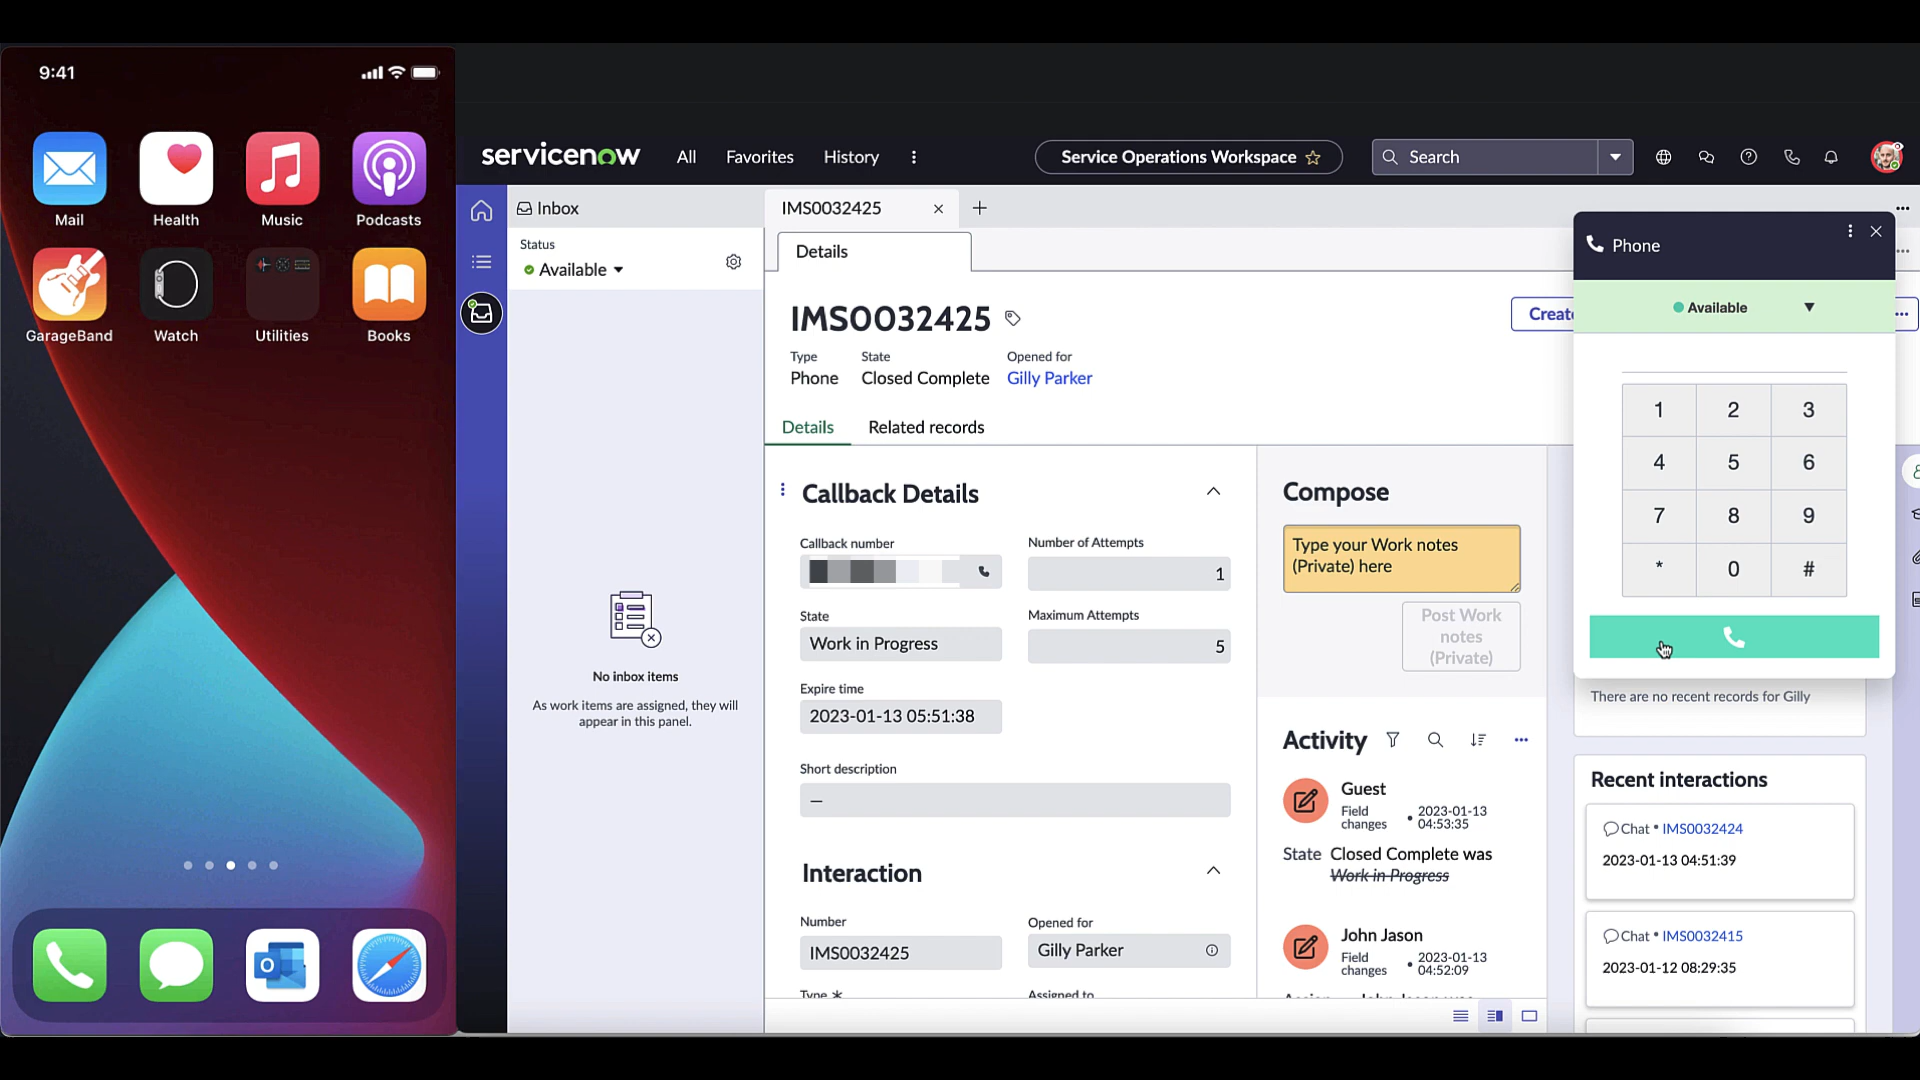 9:41
Mail
Health
Music
Podcasts
GarageBand
Watch
Utilities
Books
servicenow
All
Favorites
History
Service Operations Workspace
Search
Inbox
IMS0032425
Status
Available
Details
IMS0032425
Type
Phone
State
Closed Complete
Opened for
Gilly Parker
Details
Related records
No inbox items
As work items are assigned, they will
appear in this panel.
Callback Details
Callback number
Number of Attempts
1
State
Work in Progress
Maximum Attempts
5
Expire time
2023-01-13 05:51:38
Short description
—
Interaction
Number
IMS0032425
Opened for
Gilly Parker
Type *
Assigned to
Compose
Type your Work notes
(Private) here
Post Work
notes
(Private)
Activity
Guest
Field
changes
• 2023-01-13
04:53:35
State Closed Complete was
Work in Progress
John Jason
Field
changes
• 2023-01-13
04:52:09
Phone
Available
1 2 3
4 5 6
7 8 9
* 0 #
There are no recent records for Gilly
Recent interactions
Chat • IMS0032424
2023-01-13 04:51:39
Chat • IMS0032415
2023-01-12 08:29:35